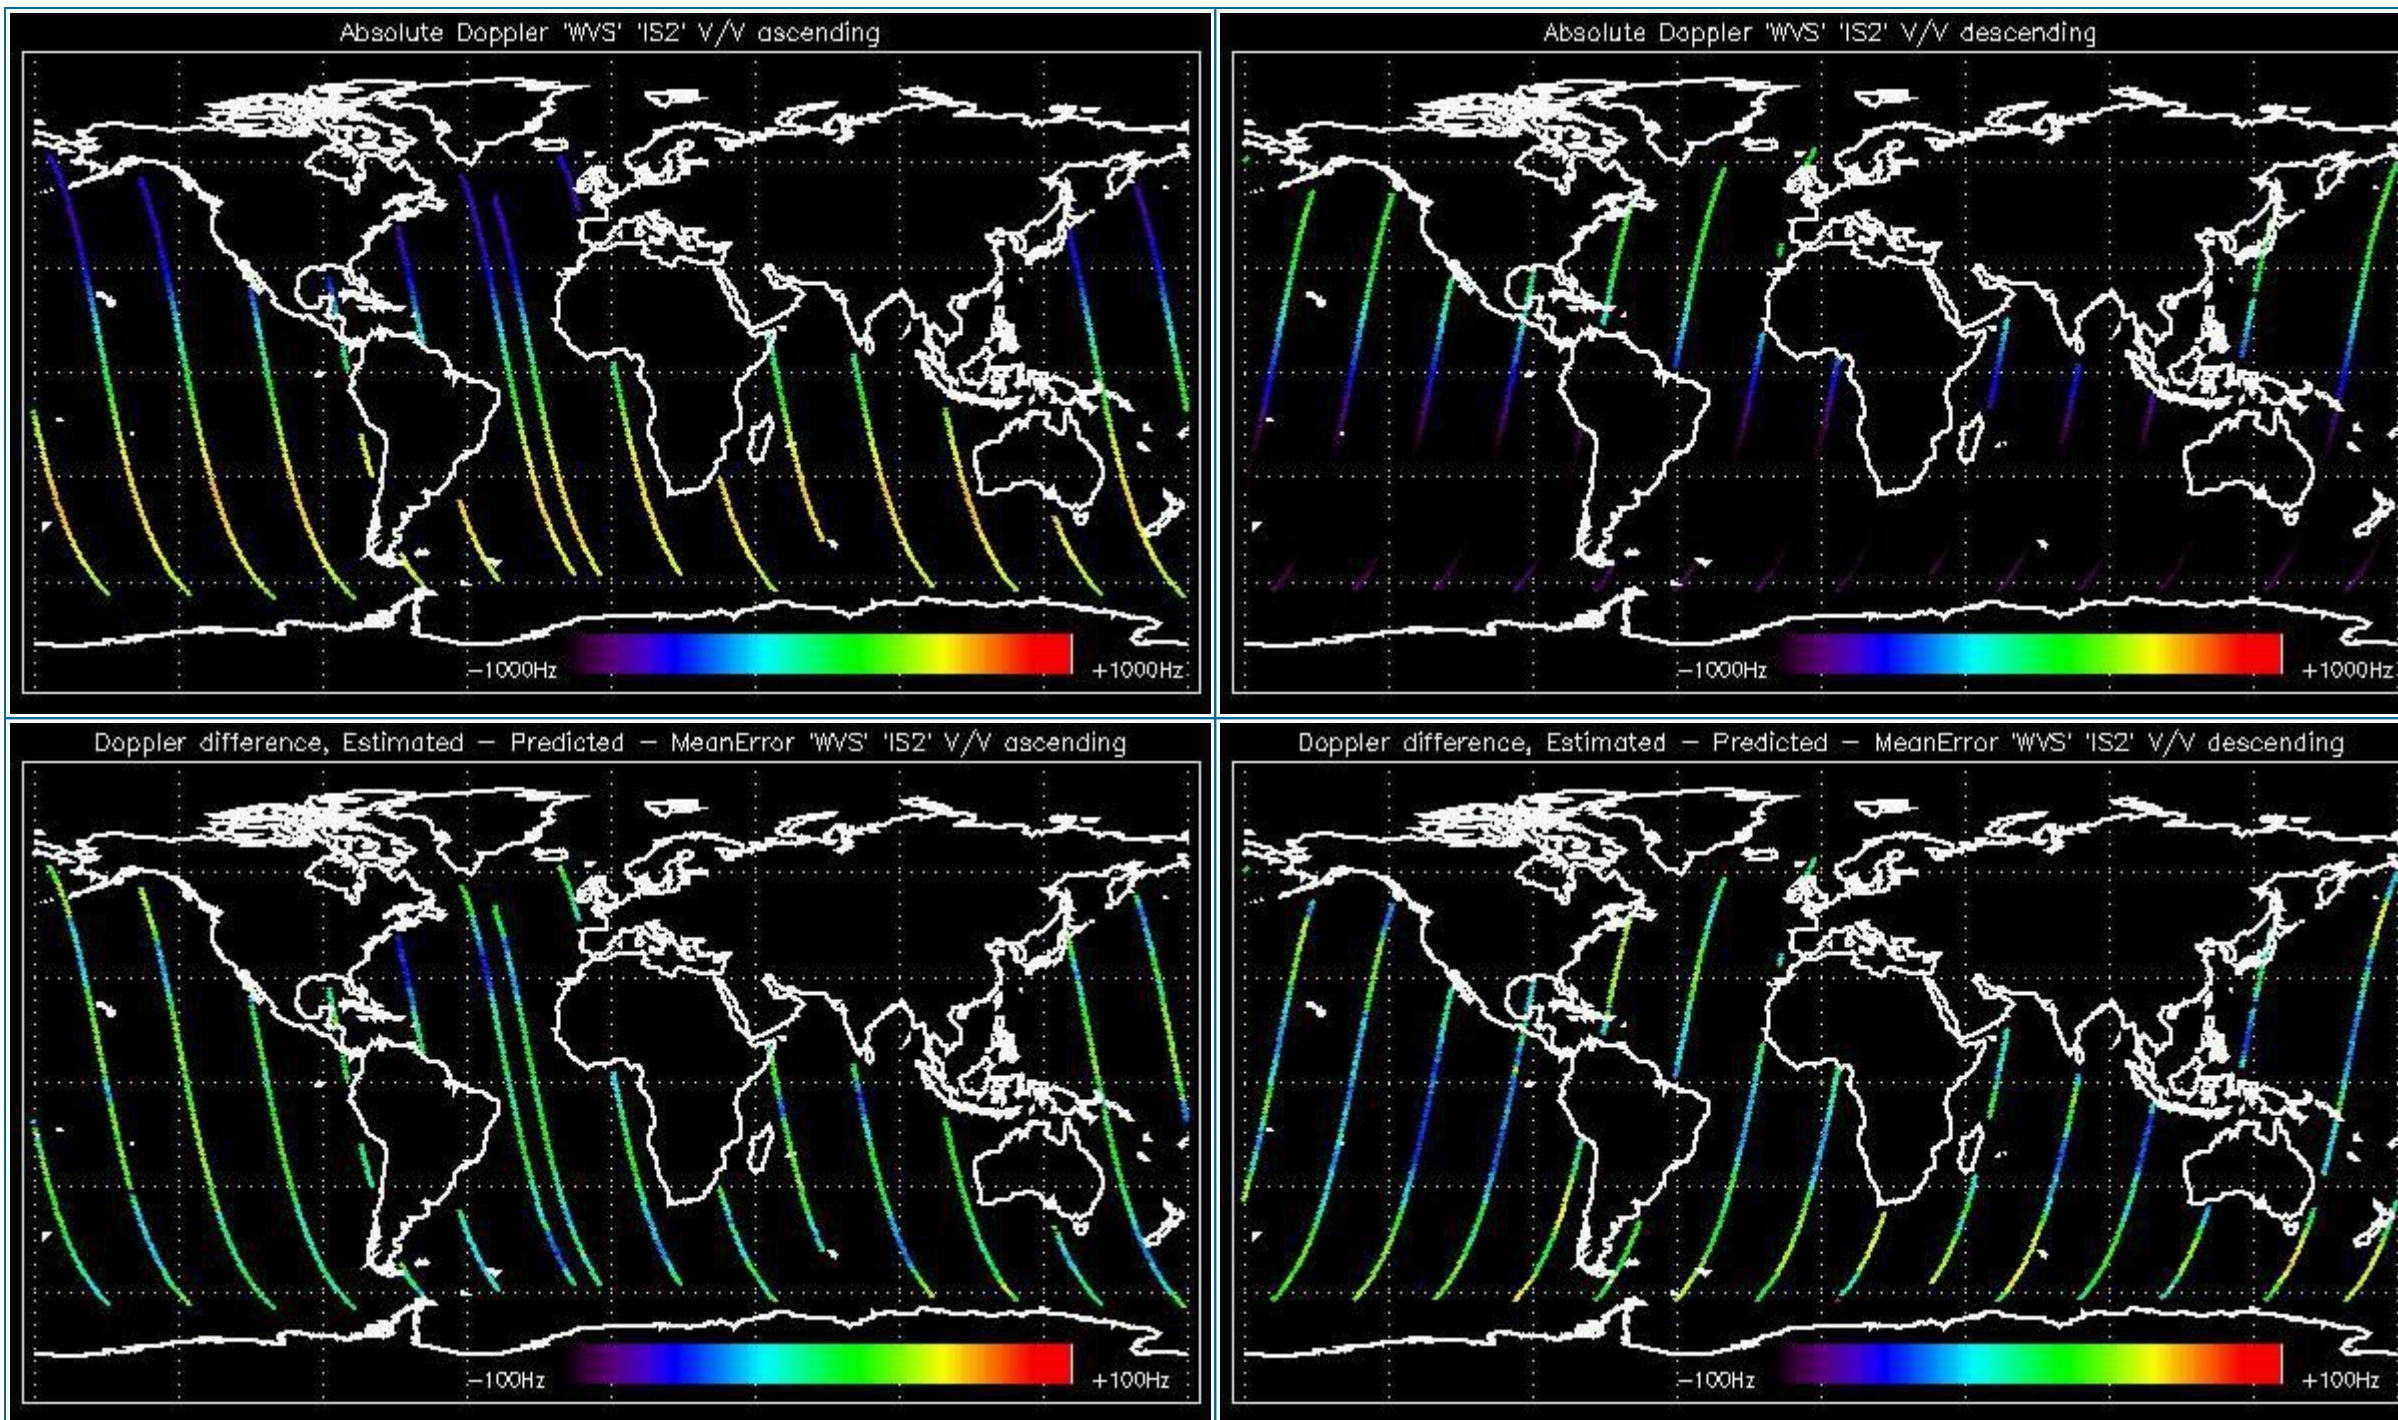 Absolute Doppler 'WVS' 'IS2' V/V ascending
−1000Hz
+1000Hz
Absolute Doppler 'WVS' 'IS2' V/V descending
−1000Hz
+1000Hz
Doppler difference, Estimated − Predicted − MeanError 'WVS' 'IS2' V/V ascending
−100Hz
+100Hz
Doppler difference, Estimated − Predicted − MeanError 'WVS' 'IS2' V/V descending
−100Hz
+100Hz